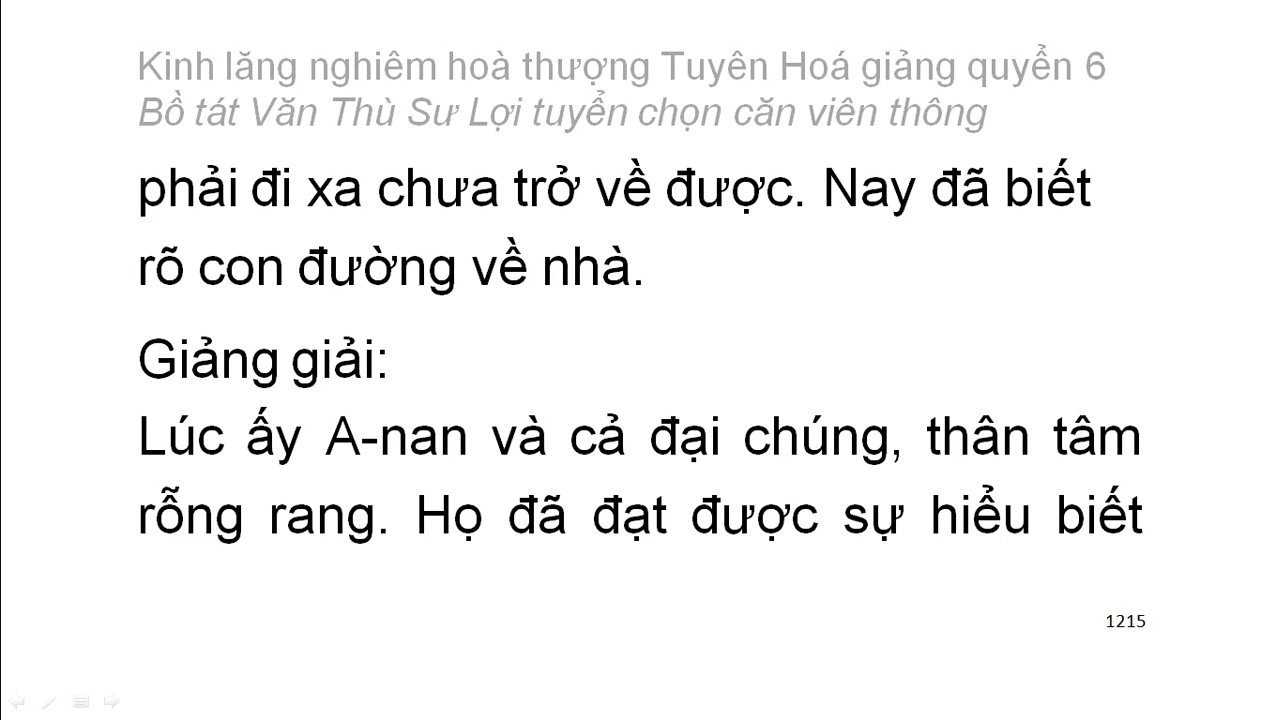 Kinh lăng nghiêm hoà thượng Tuyên Hoá giảng quyển 6
Bồ tát Văn Thù Sư Lợi tuyển chọn căn viên thông
phải đi xa chưa trở về được. Nay đã biết
rõ con đường về nhà.
Giảng giải:
Lúc ấy A-nan và cả đại chúng, thân tâm
rỗng rang. Họ đã đạt được sự hiểu biết
1215